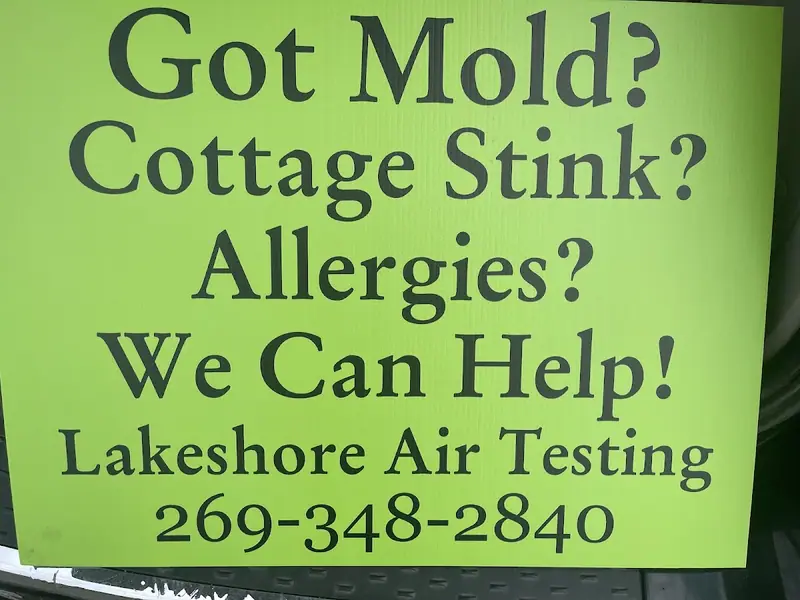 Got Mold?
Cottage Stink?
Allergies?
We Can Help!
Lakeshore Air Testing
269-348-2840